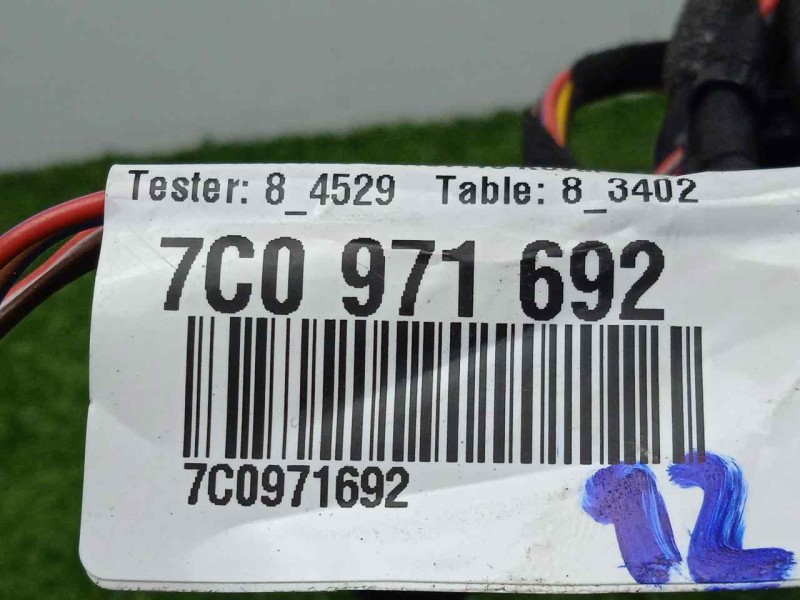 Tester: 8_4529 Table: 8_3402
7C0 971 692
7C0971692
12